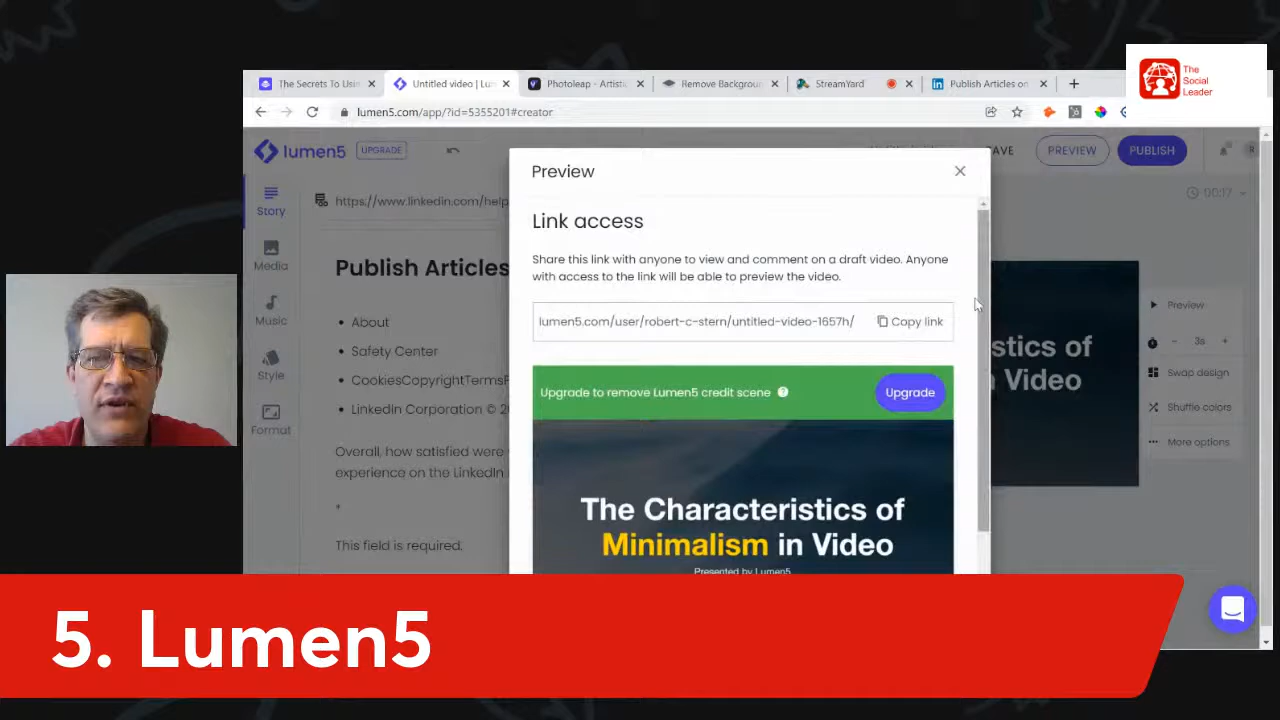 The Secrets To Usin
Untitled video | Lum
Photoleap - Artistic
Remove Backgroun
StreamYard
Publish Articles on
The
Social
Leader
lumen5.com/app/?id=5355201#creator
lumen5
UPGRADE
Preview
SAVE
PREVIEW
PUBLISH
R
Story
https://www.linkedin.com/help
00:17
Link access
Media
Publish Articles
Share this link with anyone to view and comment on a draft video. Anyone
with access to the link will be able to preview the video.
Music
About
lumen5.com/user/robert-c-stern/untitled-video-1657h/
Copy link
Preview
Safety Center
- 3s +
Style
CookiesCopyrightTermsP
stics of
Video
Swap design
Upgrade to remove Lumen5 credit scene
Upgrade
LinkedIn Corporation © 2
Shuffle colors
Format
More options
Overall, how satisfied were
experience on the LinkedIn
*
The Characteristics of
Minimalism in Video
Presented by Lumen5
This field is required.
5. Lumen5